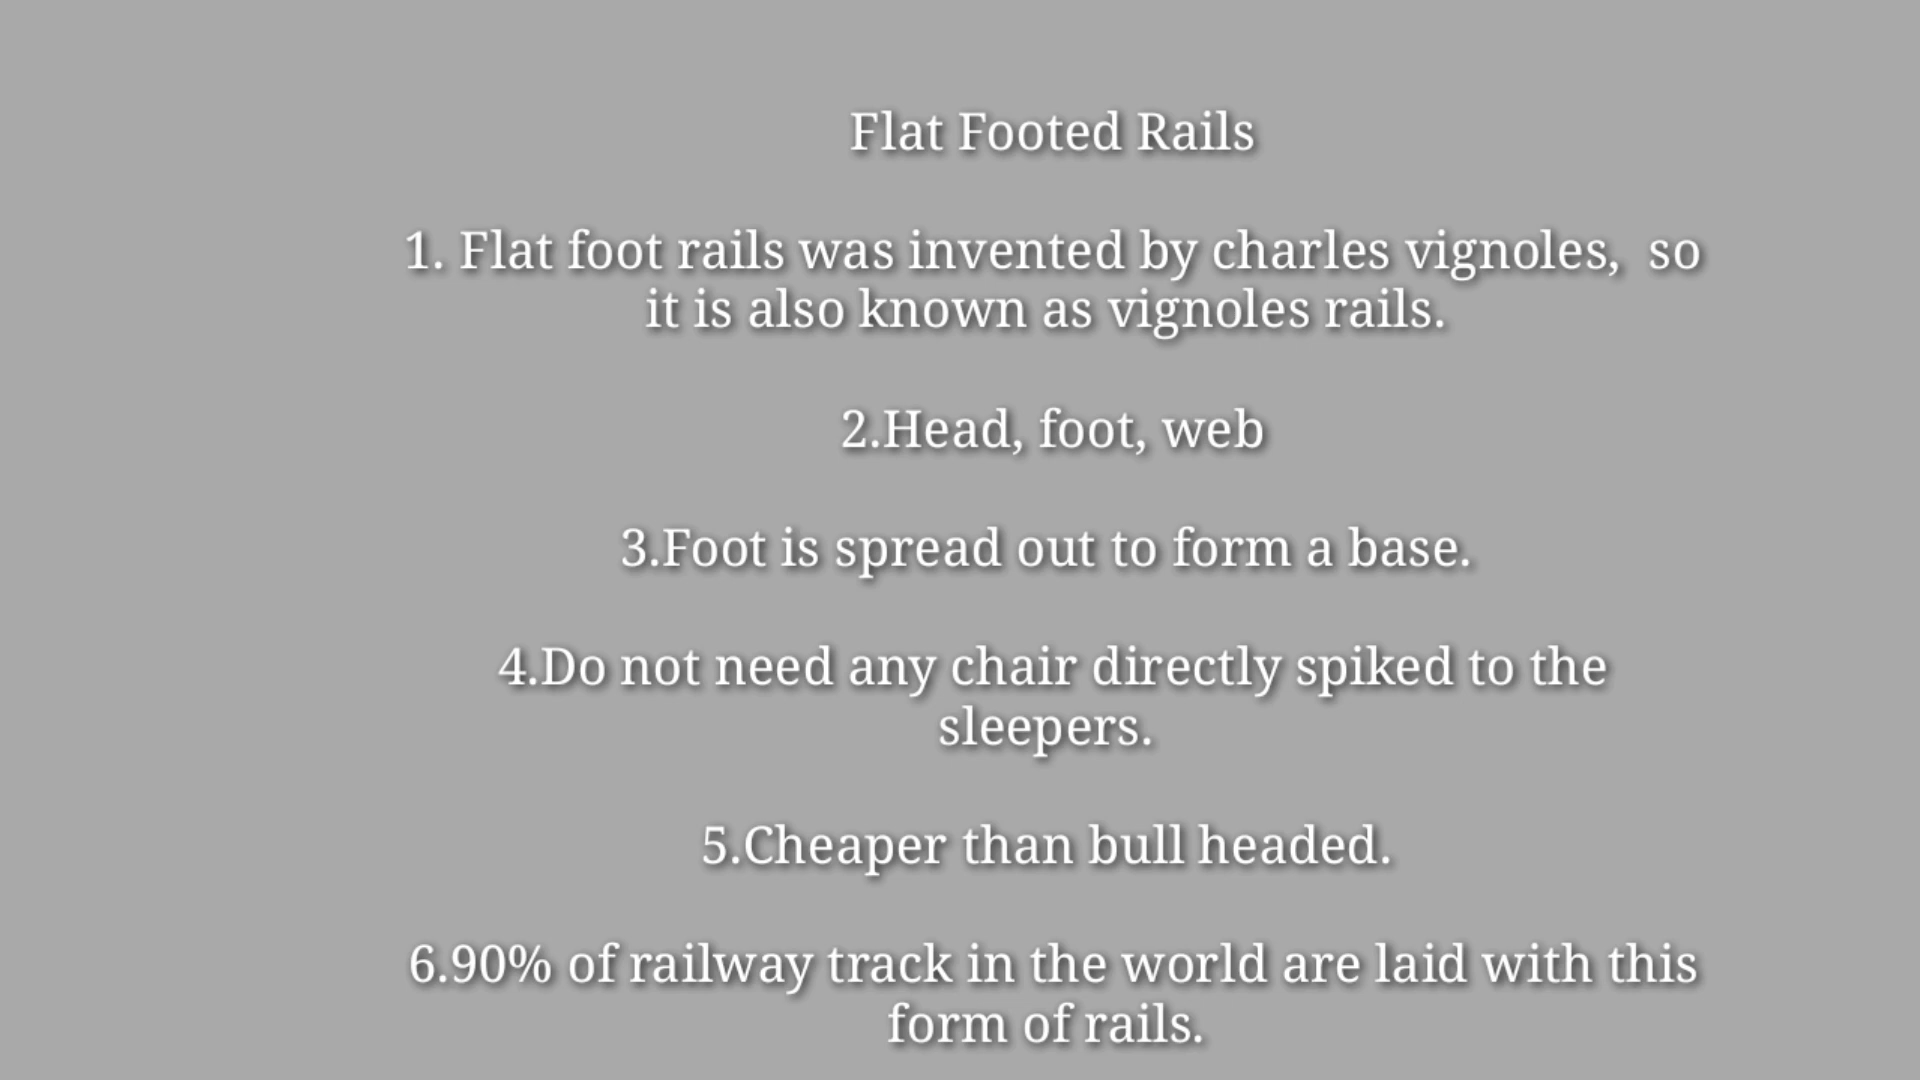 Flat Footed Rails
1. Flat foot rails was invented by charles vignoles,  so
it is also known as vignoles rails.
2.Head, foot, web
3.Foot is spread out to form a base.
4.Do not need any chair directly spiked to the
sleepers.
5.Cheaper than bull headed.
6.90% of railway track in the world are laid with this
form of rails.